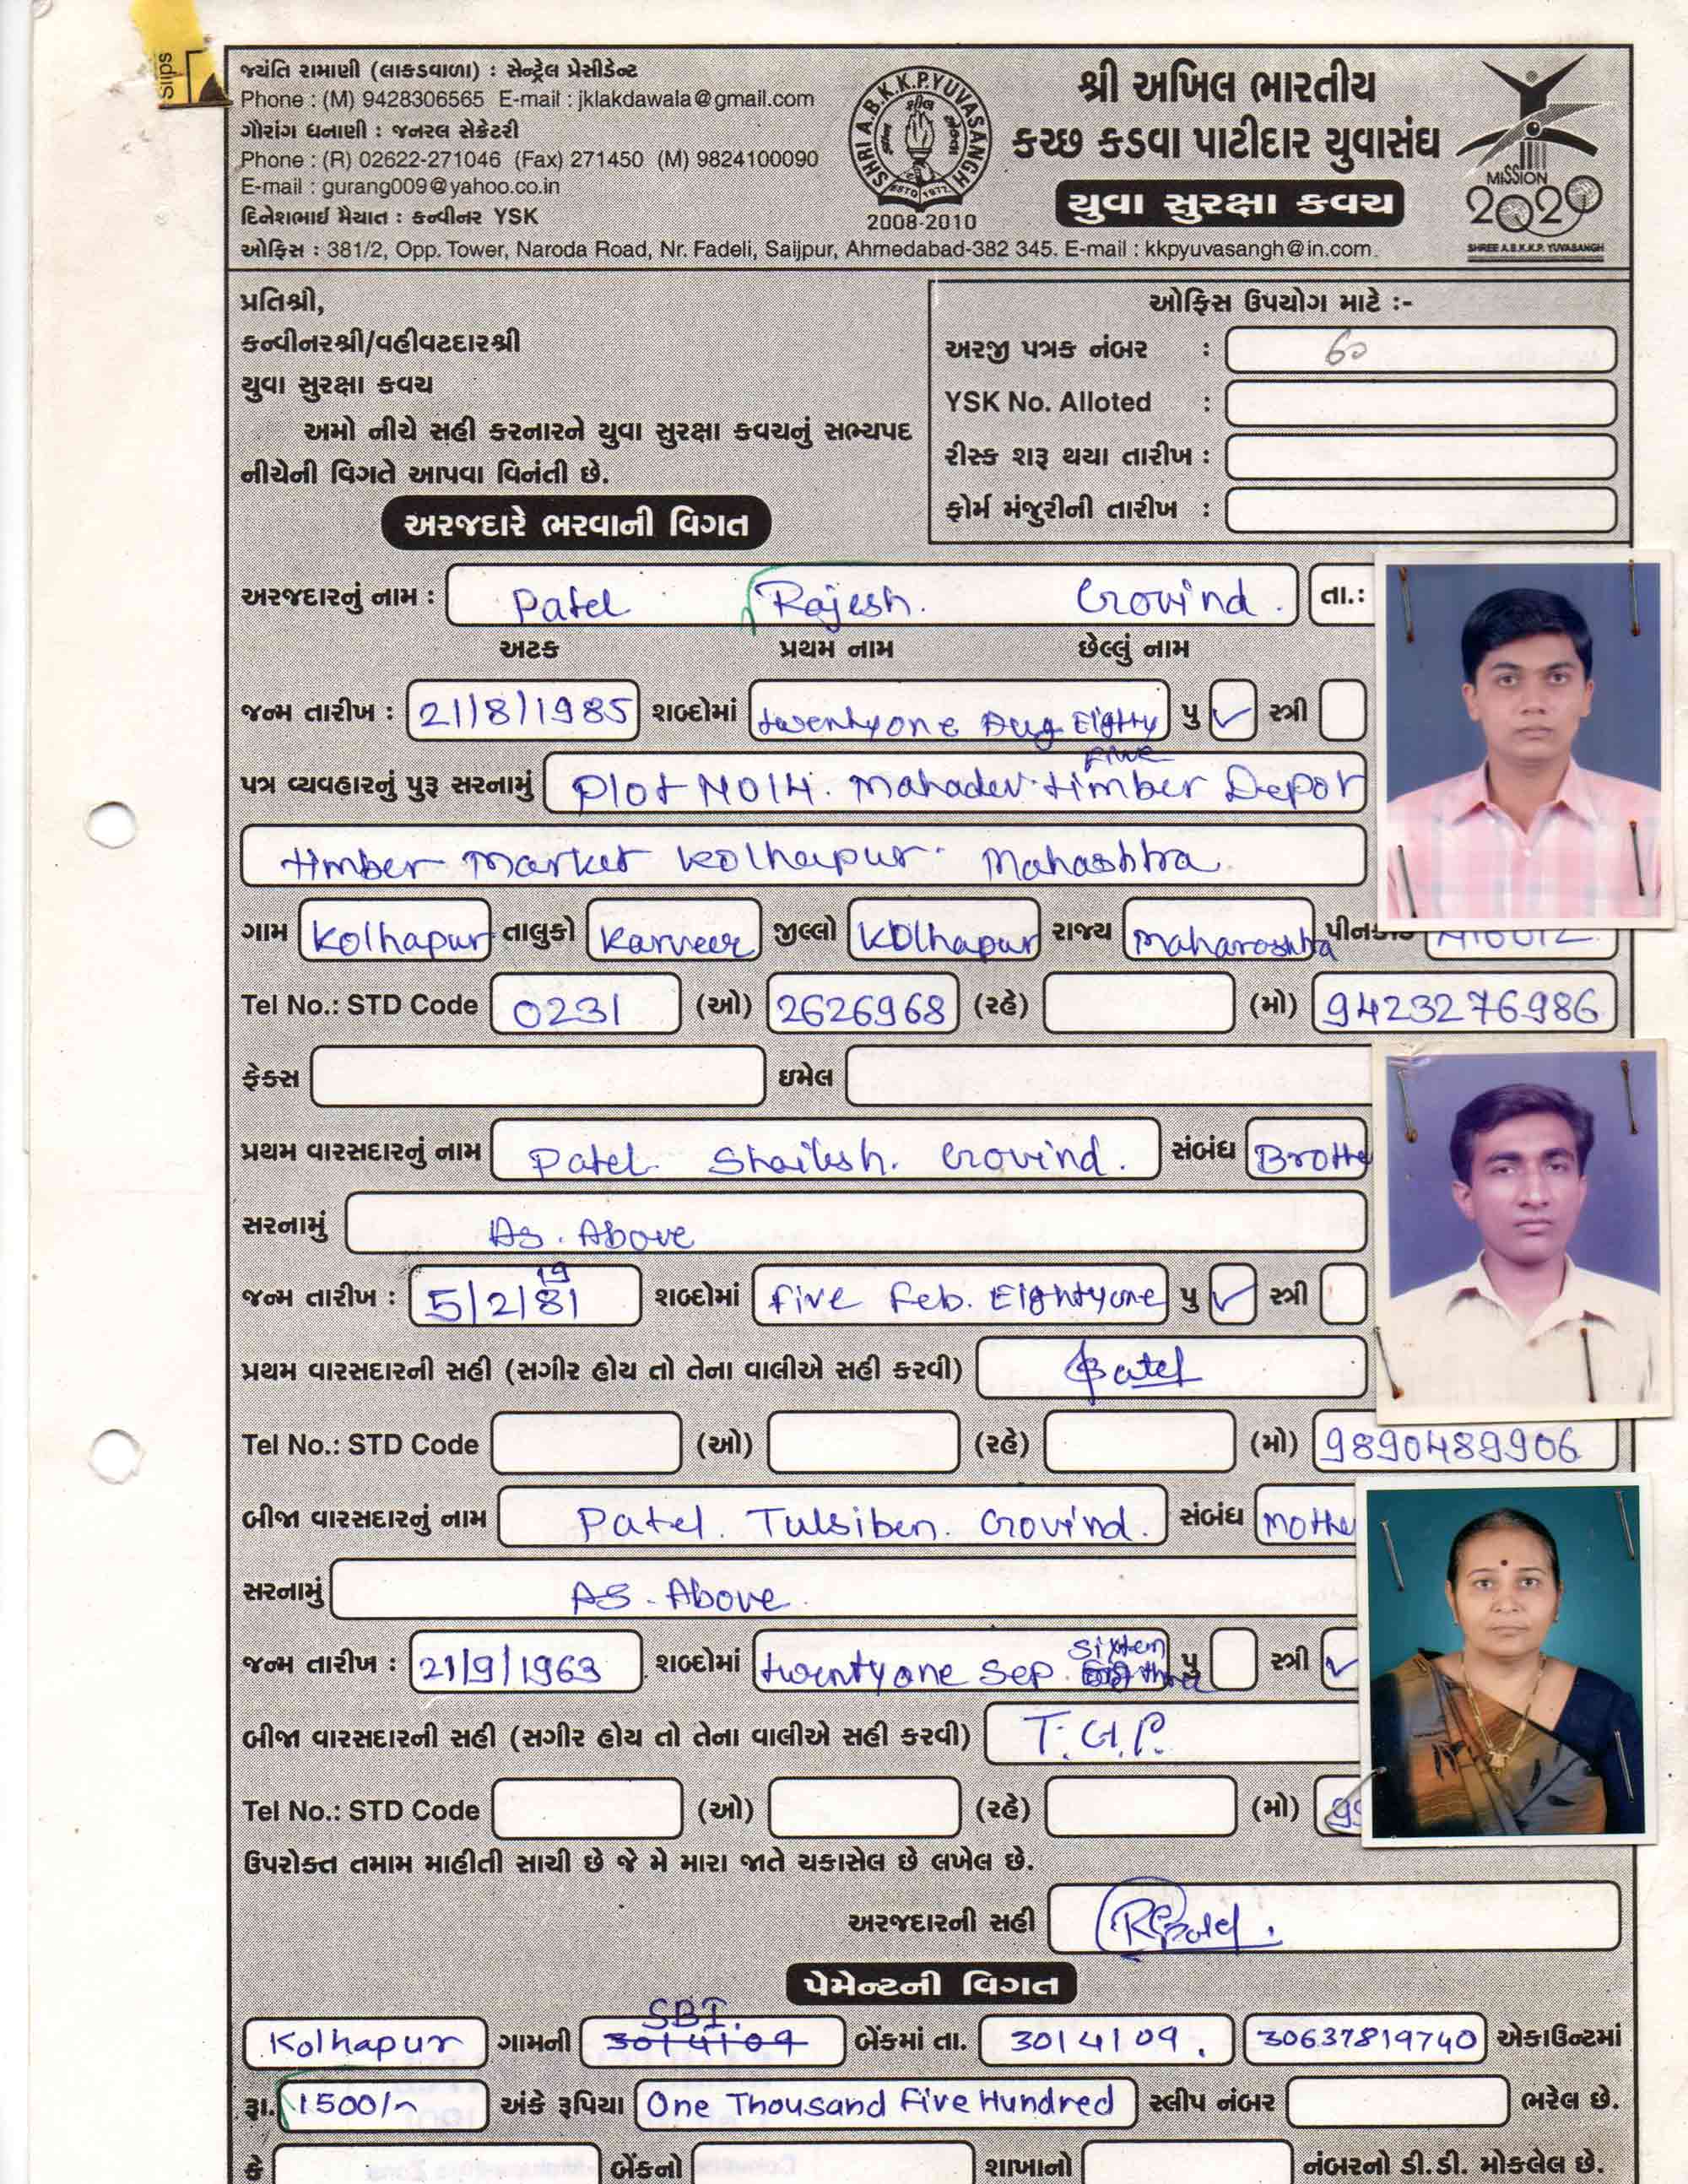 Slips
જયંતિ રામાણી (લાકડવાળા) : સેન્ટ્રેલ પ્રેસીડેન્ટ
Phone : (M) 9428306565 E-mail : jklakdawala@gmail.com
ગૌરાંગ ધનાણી : જનરલ સેક્રેટરી
Phone : (R) 02622-271046 (Fax) 271450 (M) 9824100090
E-mail : gurang009@yahoo.co.in
દિનેશભાઈ મૈયાત : કન્વીનર YSK
SHRI A.B.K.K.P.YUVASANGH
ESTD 1977
2008-2010
શ્રી અખિલ ભારતીય
કચ્છ કડવા પાટીદાર યુવાસંઘ
યુવા સુરક્ષા કવચ
MISSION
2020
SHREE A.B.K.K.P. YUVASANGH
ઓફિસ : 381/2, Opp. Tower, Naroda Road, Nr. Fadeli, Saijpur, Ahmedabad-382 345. E-mail : kkpyuvasangh@in.com.
પ્રતિશ્રી,
કન્વીનરશ્રી/વહીવટદારશ્રી
યુવા સુરક્ષા કવચ
અમો નીચે સહી કરનારને યુવા સુરક્ષા કવચનું સભ્યપદ
નીચેની વિગતે આપવા વિનંતી છે.
ઓફિસ ઉપયોગ માટે :-
અરજી પત્રક નંબર : ૬૦
YSK No. Alloted :
રીસ્ક શરૂ થયા તારીખ :
ફોર્મ મંજુરીની તારીખ :
અરજદારે ભરવાની વિગત
અરજદારનું નામ : Patel Rajesh. Govind. તા.:
અટક પ્રથમ નામ છેલ્લું નામ
જન્મ તારીખ : 21/8/1985 શબ્દોમાં twentyone Aug Eighty five પુ ✓ સ્ત્રી
પત્ર વ્યવહારનું પુરૂ સરનામું Plot No 14. Mahadev timber Depot
timber Market Kolhapur. Mahashtra.
ગામ Kolhapur તાલુકો Karveer જીલ્લો Kolhapur રાજ્ય Maharashtra
Tel No.: STD Code 0231 (ઓ) 2626968 (રહે) (મો) 9423276986
ફેક્સ ઇમેલ
પ્રથમ વારસદારનું નામ Patel. Shailesh. Govind. સંબંધ Brothe
સરનામું As. Above
જન્મ તારીખ : 5/2/1981 શબ્દોમાં five Feb. Eightyone પુ ✓ સ્ત્રી
પ્રથમ વારસદારની સહી (સગીર હોય તો તેના વાલીએ સહી કરવી) Patel
Tel No.: STD Code (ઓ) (રહે) (મો) 9890489906
બીજા વારસદારનું નામ Patel. Tulsiben. Govind. સંબંધ Mothe
સરનામું As. Above.
જન્મ તારીખ : 21/9/1963 શબ્દોમાં twentyone Sep. Sixten three પુ સ્ત્રી ✓
બીજા વારસદારની સહી (સગીર હોય તો તેના વાલીએ સહી કરવી) T. G. P.
Tel No.: STD Code (ઓ) (રહે) (મો) 99
ઉપરોક્ત તમામ માહીતી સાચી છે જે મે મારા જાતે ચકાસેલ છે લખેલ છે.
અરજદારની સહી
પેમેન્ટની વિગત
Kolhapur ગામની SBI. 30/4/09 બેંકમાં તા. 30/4/09. 30637819740 એકાઉન્ટમાં
રૂા. 1500/- અંકે રૂપિયા One Thousand Five Hundred સ્લીપ નંબર ભરેલ છે.
કે બેંકનો શાખાનો નંબરનો ડી.ડી. મોકલેલ છે.